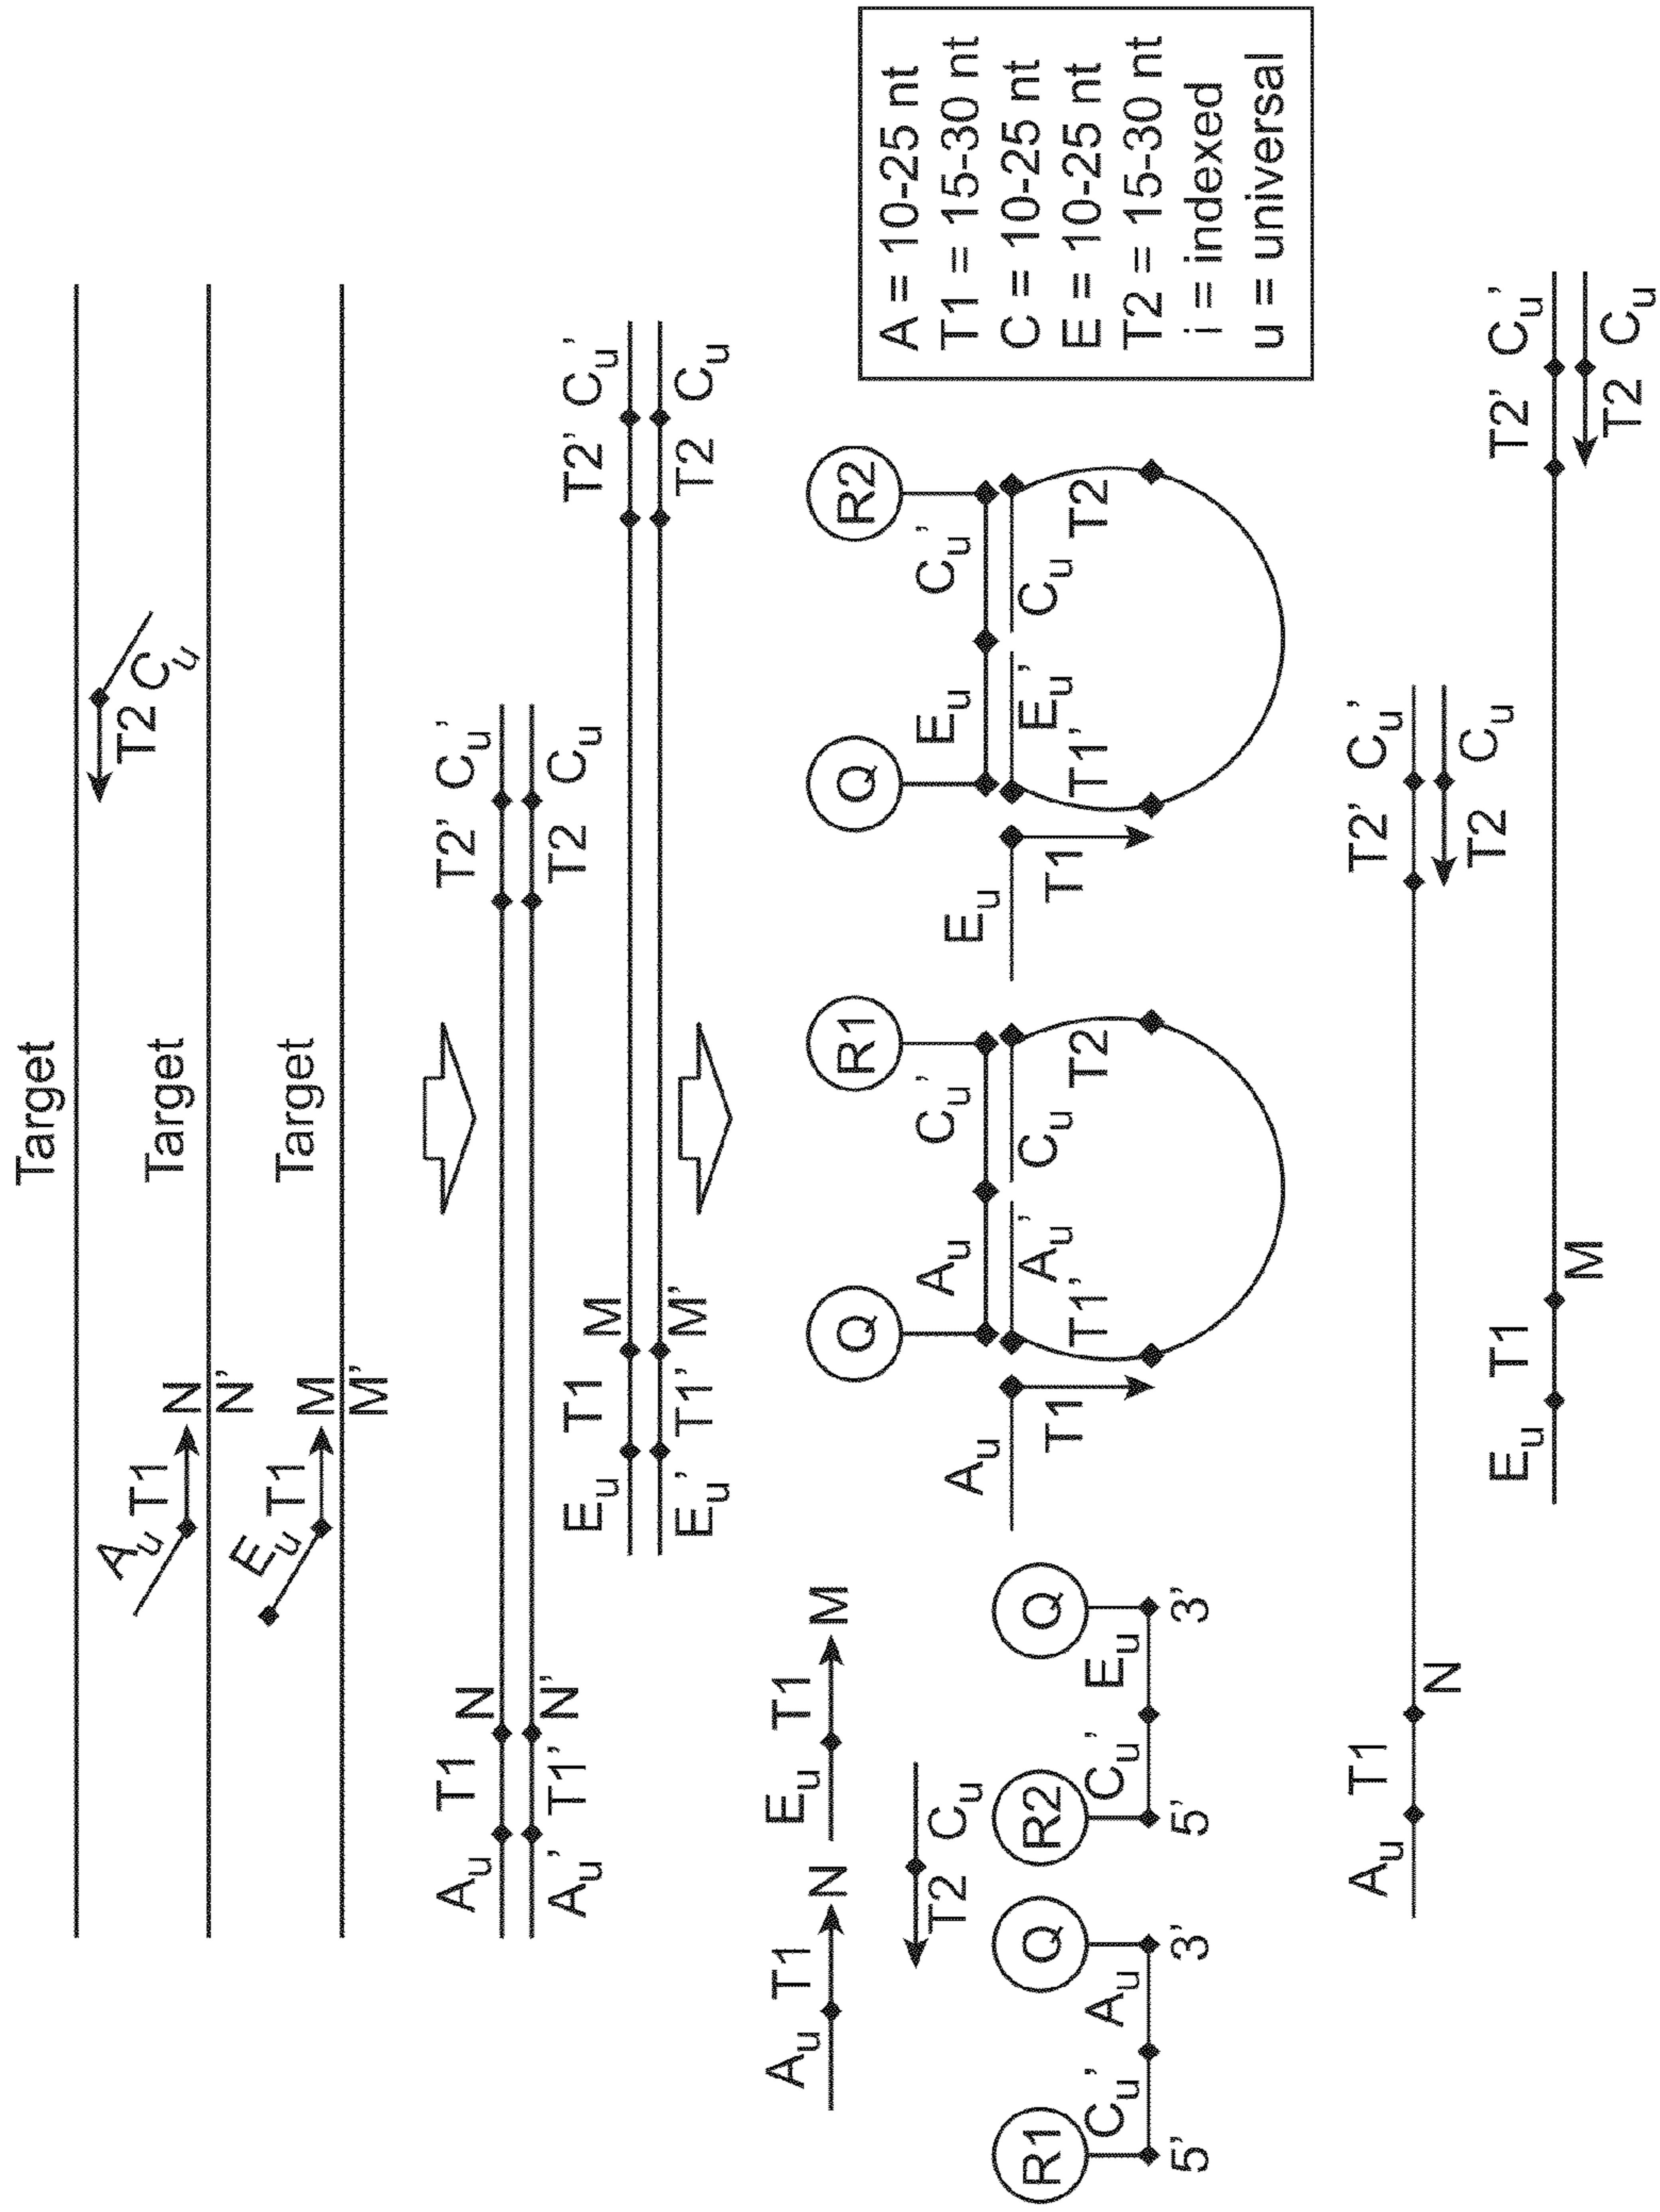 Target
T2 Cu
Target
Au T1 N
N'
Target
Eu T1 M
M'
Au T1 N T2' Cu'
Au' T1' N' T2 Cu
Eu T1 M T2' Cu'
Eu' T1' M' T2 Cu
Au T1 N Eu T1 M
T2 Cu
R1 Q R2 Q
Cu' Au Cu' Eu
5' 3' 5' 3'
Q R1 Q R2
Au Cu' Eu Cu'
Au Au' Cu Eu Eu' Cu
T1 T1' T2 T1 T1' T2
A = 10-25 nt
T1 = 15-30 nt
C = 10-25 nt
E = 10-25 nt
T2 = 15-30 nt
i = indexed
u = universal
Au T1 N T2' Cu'
T2 Cu
Eu T1 M T2' Cu'
T2 Cu